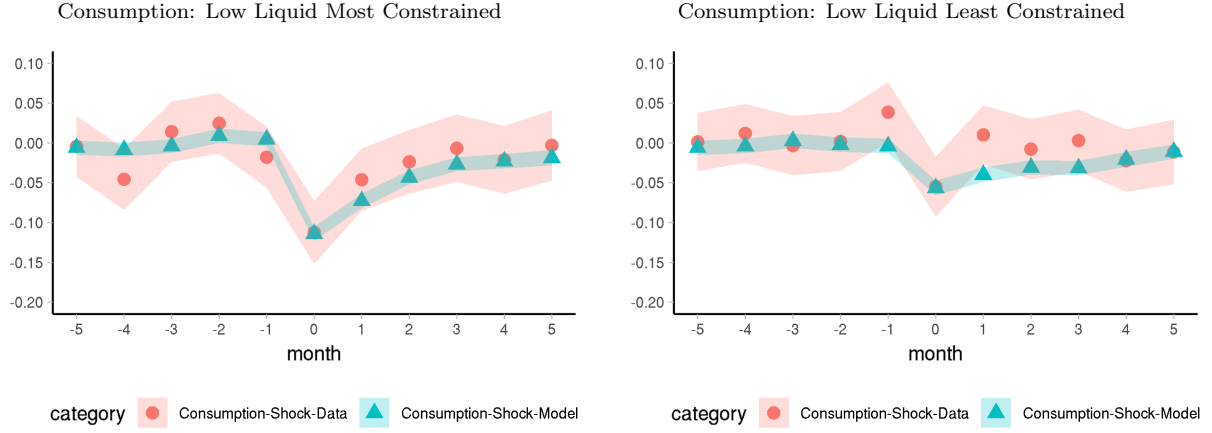 Consumption: Low Liquid Most Constrained
0.10
0.05
0.00
-0.05
-0.10
-0.15
-0.20
-5 -4 -3 -2 -1 0 1 2 3 4 5
month
category Consumption-Shock-Data Consumption-Shock-Model
Consumption: Low Liquid Least Constrained
0.10
0.05
0.00
-0.05
-0.10
-0.15
-0.20
-5 -4 -3 -2 -1 0 1 2 3 4 5
month
category Consumption-Shock-Data Consumption-Shock-Model